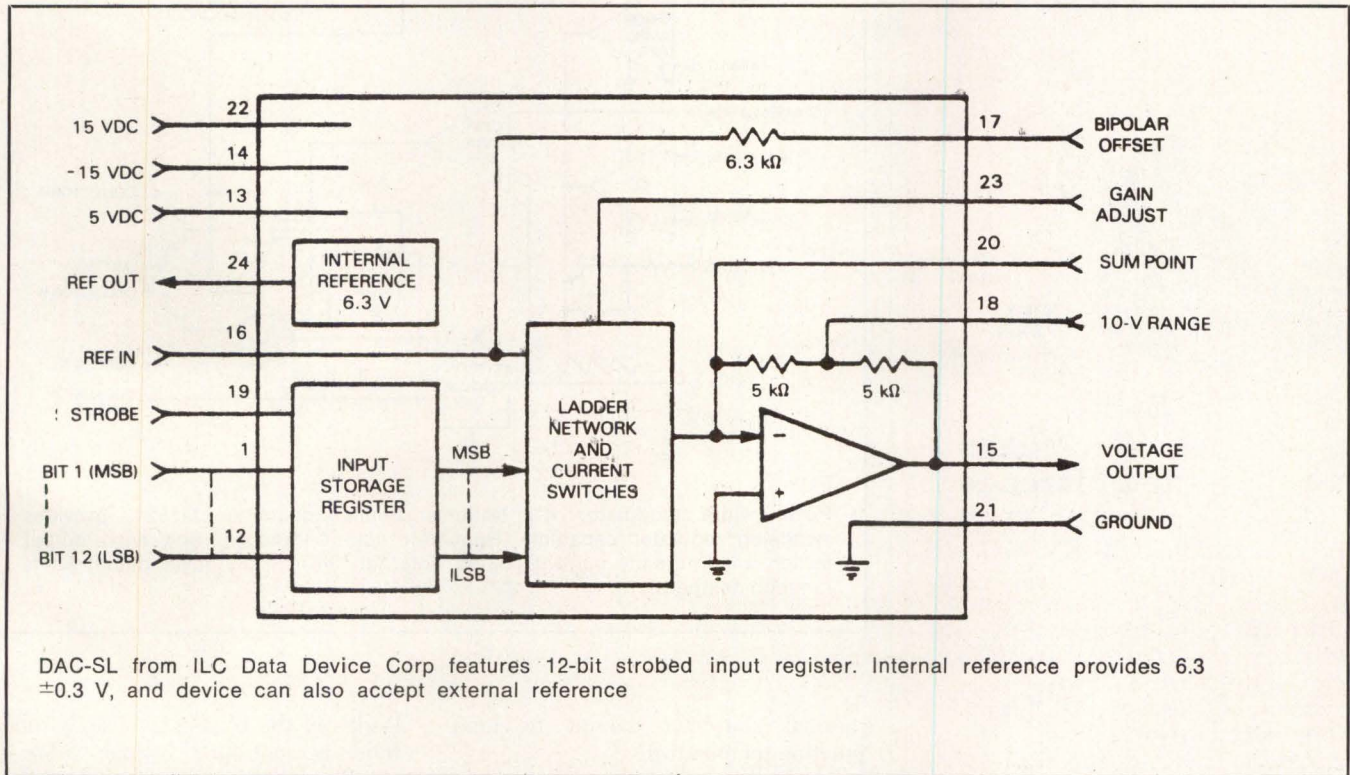 22
15 VDC
14
-15 VDC
13
5 VDC
24
REF OUT
INTERNAL
REFERENCE
6.3 V
16
REF IN
19
STROBE
1
BIT 1 (MSB)
12
BIT 12 (LSB)
INPUT
STORAGE
REGISTER
MSB
LSB
LADDER
NETWORK
AND
CURRENT
SWITCHES
6.3 kΩ
17
BIPOLAR
OFFSET
23
GAIN
ADJUST
20
SUM POINT
18
10-V RANGE
5 kΩ
5 kΩ
-
+
15
VOLTAGE
OUTPUT
21
GROUND
DAC-SL from ILC Data Device Corp features 12-bit strobed input register. Internal reference provides 6.3
±0.3 V, and device can also accept external reference